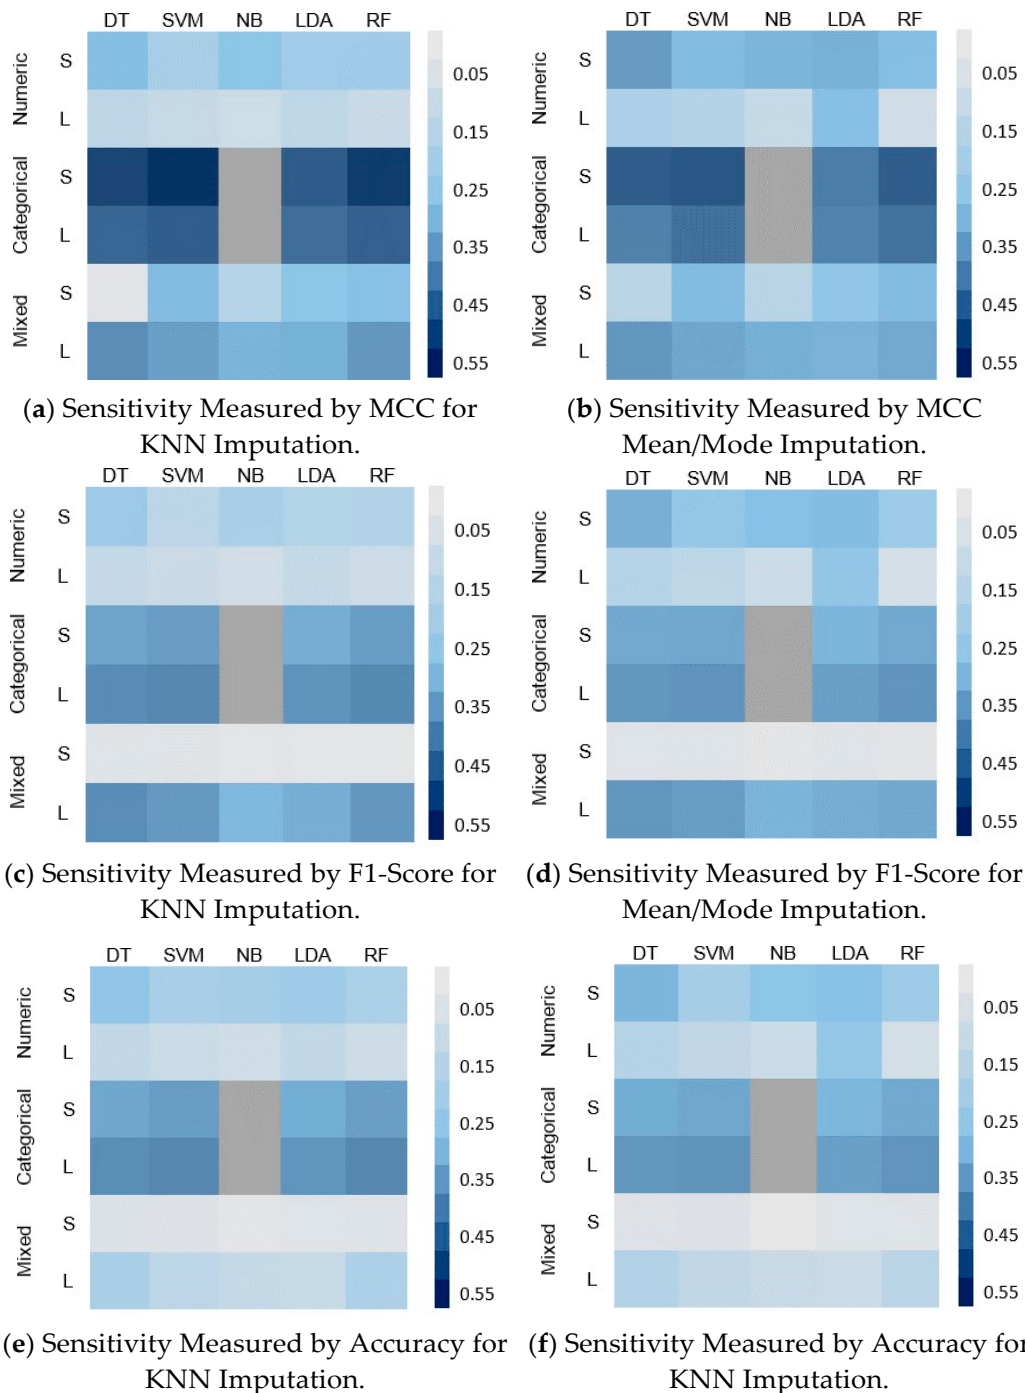 DT SVM NB LDA RF
Numeric
S
L
Categorical
S
L
Mixed
S
L
0.05
0.15
0.25
0.35
0.45
0.55
(a) Sensitivity Measured by MCC for
KNN Imputation.
DT SVM NB LDA RF
Numeric
S
L
Categorical
S
L
Mixed
S
L
0.05
0.15
0.25
0.35
0.45
0.55
(b) Sensitivity Measured by MCC
Mean/Mode Imputation.
DT SVM NB LDA RF
Numeric
S
L
Categorical
S
L
Mixed
S
L
0.05
0.15
0.25
0.35
0.45
0.55
(c) Sensitivity Measured by F1-Score for
KNN Imputation.
DT SVM NB LDA RF
Numeric
S
L
Categorical
S
L
Mixed
S
L
0.05
0.15
0.25
0.35
0.45
0.55
(d) Sensitivity Measured by F1-Score for
Mean/Mode Imputation.
DT SVM NB LDA RF
Numeric
S
L
Categorical
S
L
Mixed
S
L
0.05
0.15
0.25
0.35
0.45
0.55
(e) Sensitivity Measured by Accuracy for
KNN Imputation.
DT SVM NB LDA RF
Numeric
S
L
Categorical
S
L
Mixed
S
L
0.05
0.15
0.25
0.35
0.45
0.55
(f) Sensitivity Measured by Accuracy for
KNN Imputation.